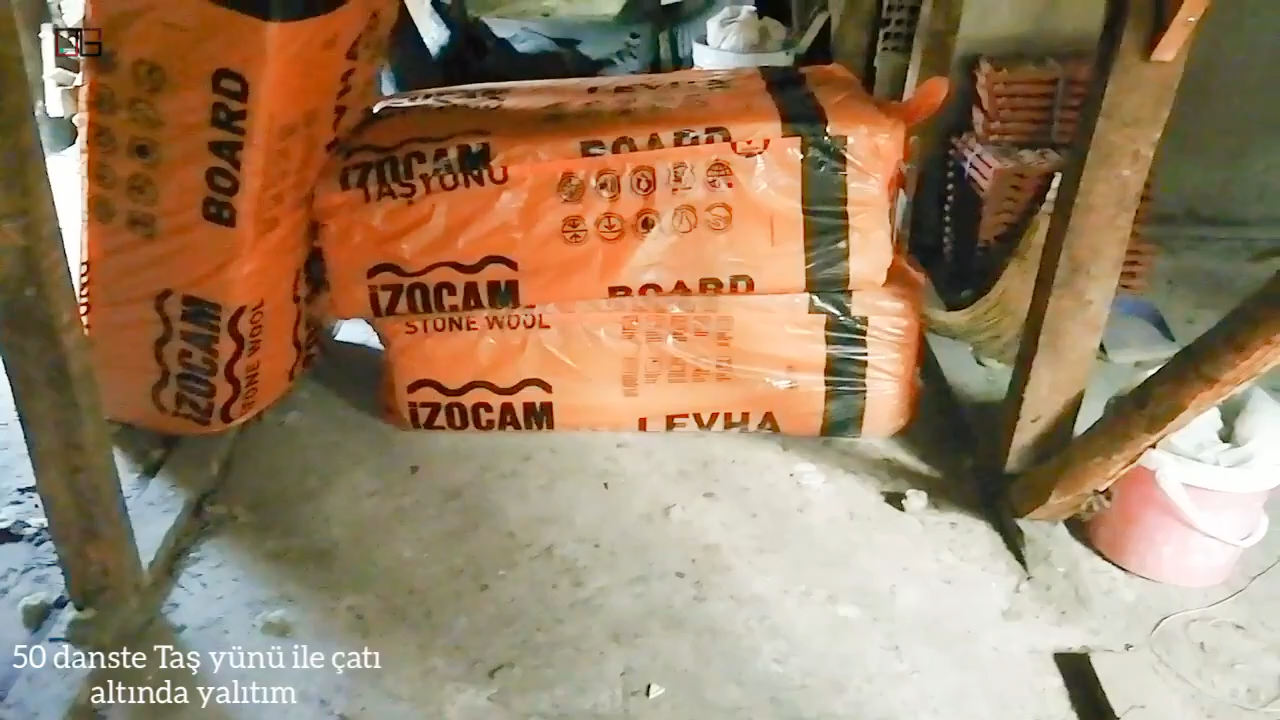 BOARD
İZOCAM
STONE WOOL
LEVHA
İZOCAM
TAŞYÜNÜ
BOARD
İZOCAM
BOARD
STONE WOOL
İZOCAM
LEVHA
50 danste Taş yünü ile çatı
altında yalıtım